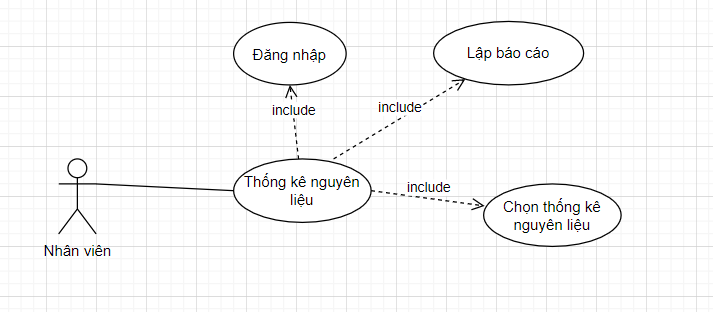 Đăng nhập
Lập báo cáo
include
include
Thống kê nguyên
liệu
include
Chọn thống kê
nguyên liệu
Nhân viên